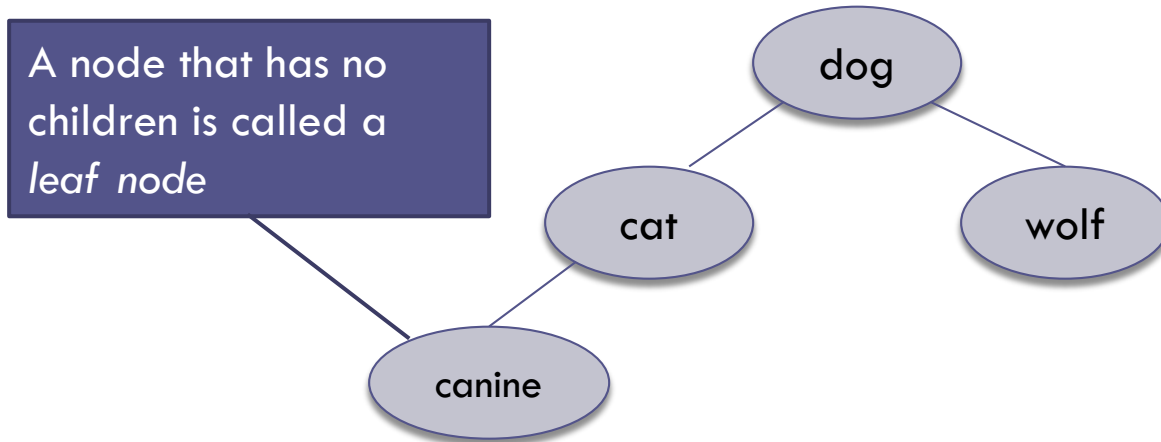 A node that has no
children is called a
leaf node
dog
cat
wolf
canine